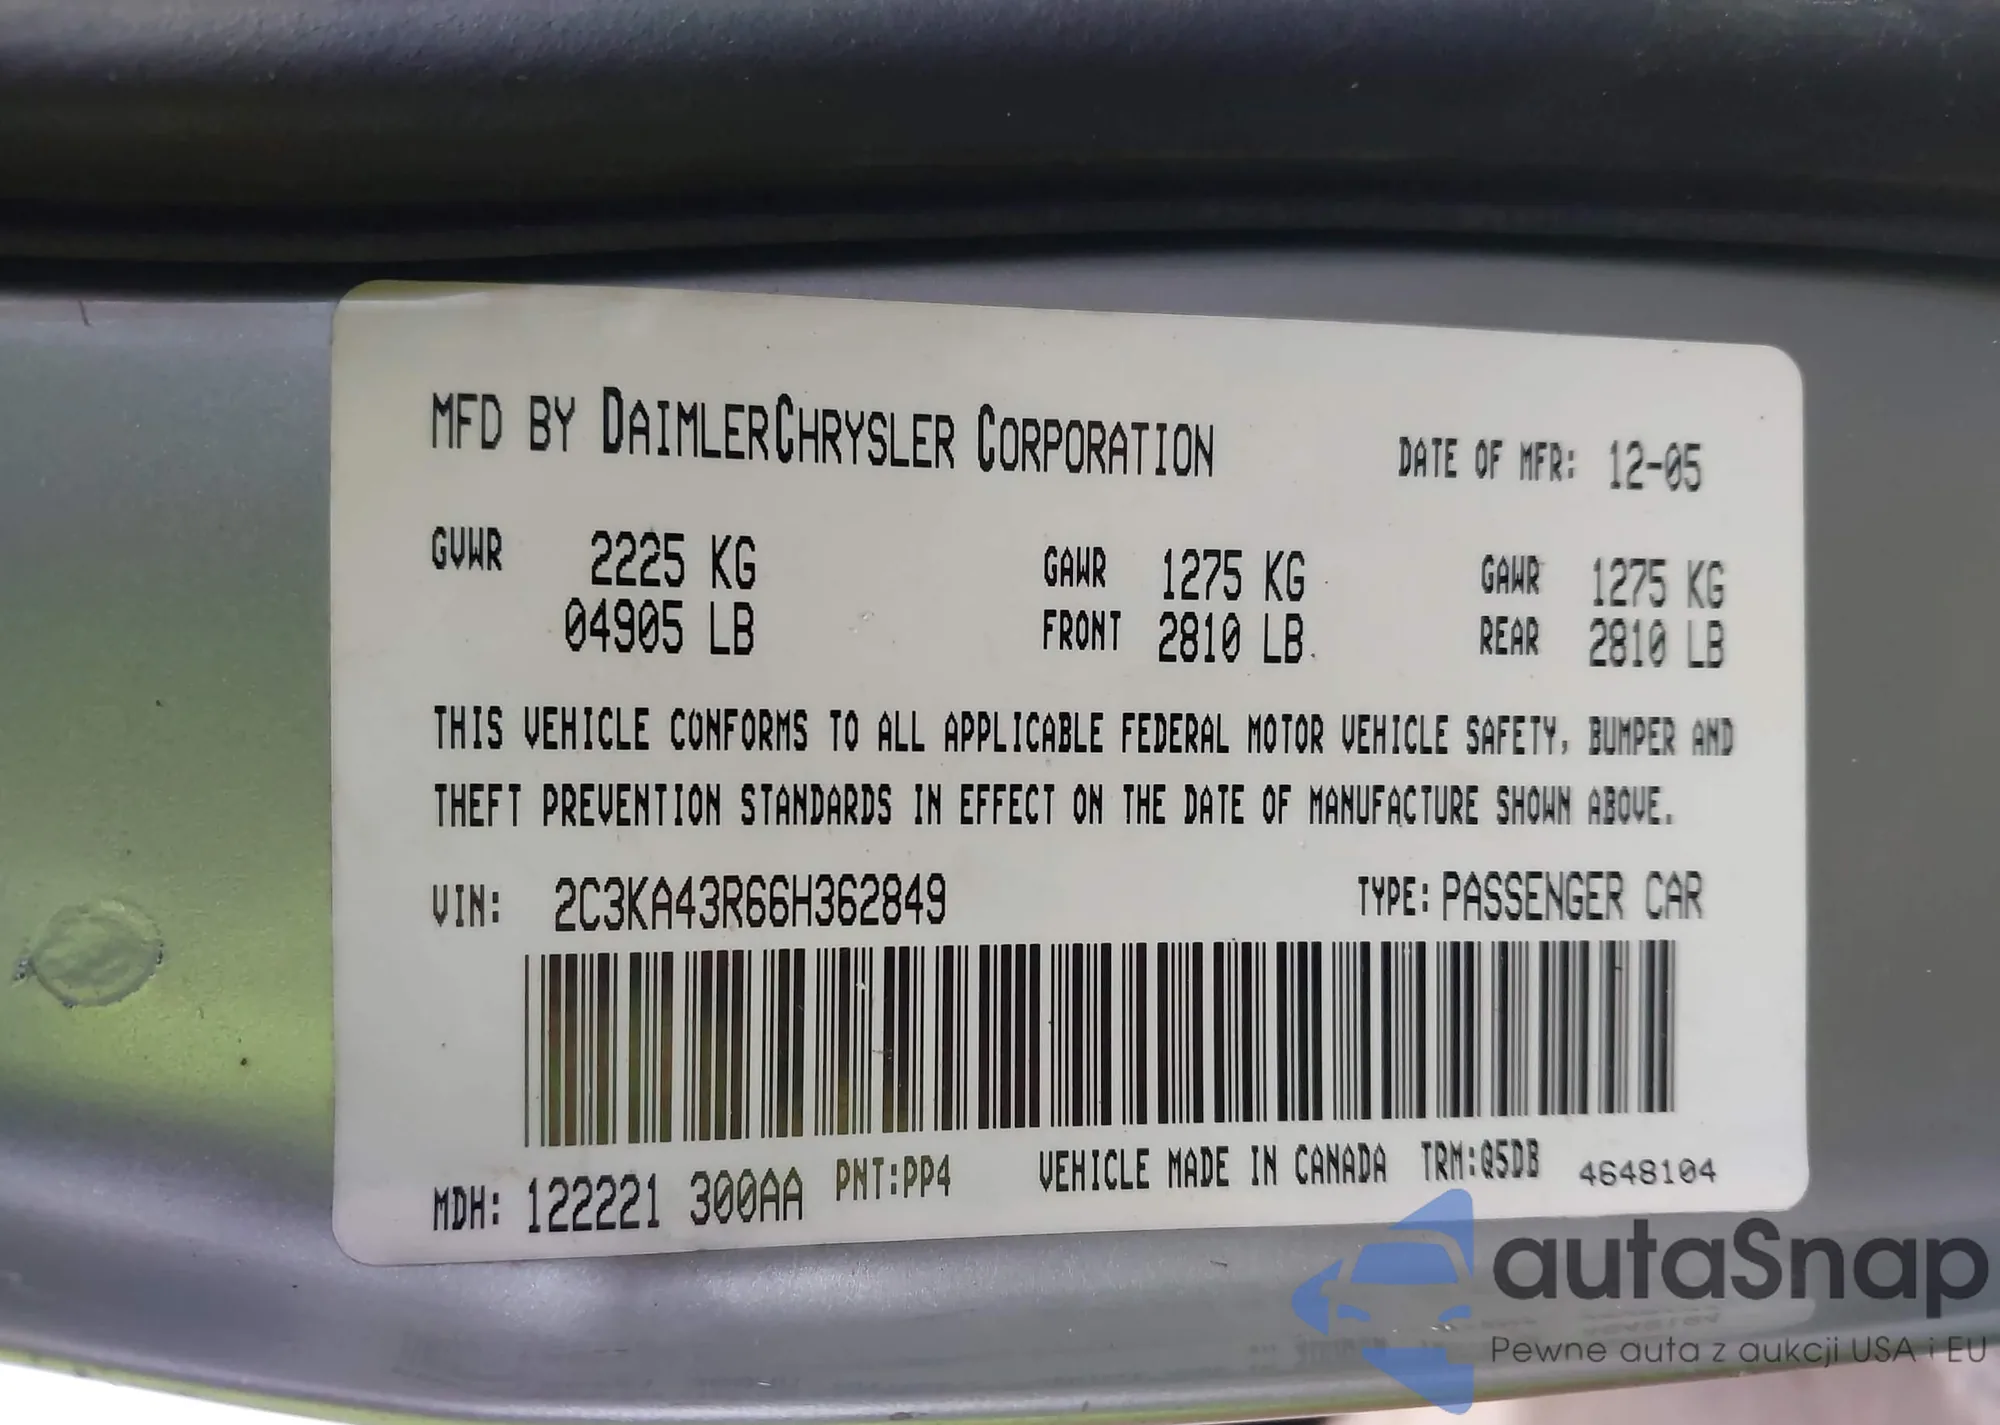 MFD BY DAIMLERCHRYSLER CORPORATION DATE OF MFR: 12-05
GVWR 2225 KG GAWR 1275 KG GAWR 1275 KG
04905 LB FRONT 2810 LB REAR 2810 LB
THIS VEHICLE CONFORMS TO ALL APPLICABLE FEDERAL MOTOR VEHICLE SAFETY, BUMPER AND
THEFT PREVENTION STANDARDS IN EFFECT ON THE DATE OF MANUFACTURE SHOWN ABOVE.
VIN: 2C3KA43R66H362849 TYPE: PASSENGER CAR
MDH: 122221 300AA PNT:PP4 VEHICLE MADE IN CANADA TRM:Q5DB 4648104
autaSnap
Pewne auta z aukcji USA i EU